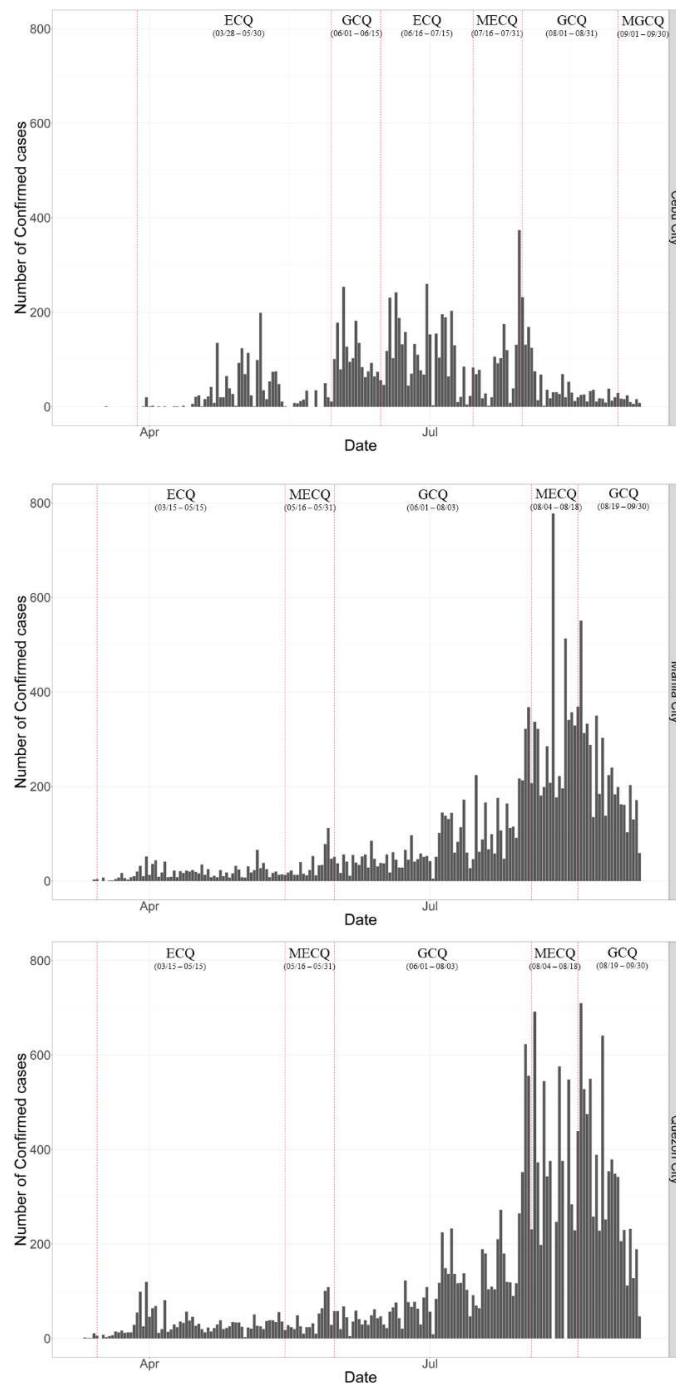 ECQ GCQ ECQ MECQ GCQ MGCQ
(03/28 – 05/30) (06/01 – 06/15) (06/16 – 07/15) (07/16 – 07/31) (08/01 – 08/31) (09/01 – 09/30)
800
600
400
200
0
Number of Confirmed cases
Cebu City
Apr Jul
Date
ECQ MECQ GCQ MECQ GCQ
(03/15 – 05/15) (05/16 – 05/31) (06/01 – 08/03) (08/04 – 08/18) (08/19 – 09/30)
800
600
400
200
0
Number of Confirmed cases
Manila City
Apr Jul
Date
ECQ MECQ GCQ MECQ GCQ
(03/15 – 05/15) (05/16 – 05/31) (06/01 – 08/03) (08/04 – 08/18) (08/19 – 09/30)
800
600
400
200
0
Number of Confirmed cases
Quezon City
Apr Jul
Date